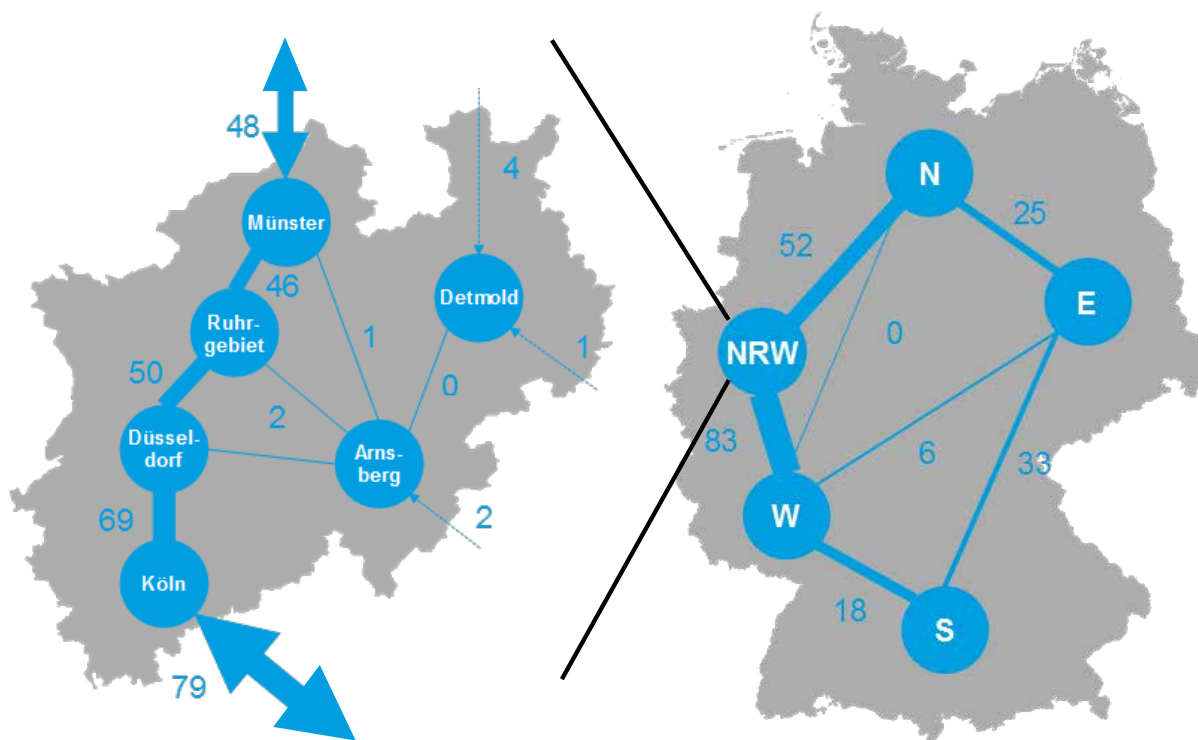 48
Münster
4
46
Detmold
Ruhr-
gebiet
1
1
50
0
2
Düssel-
dorf
Arns-
berg
69
2
Köln
79
N
25
52
E
0
NRW
83
6
33
W
18
S